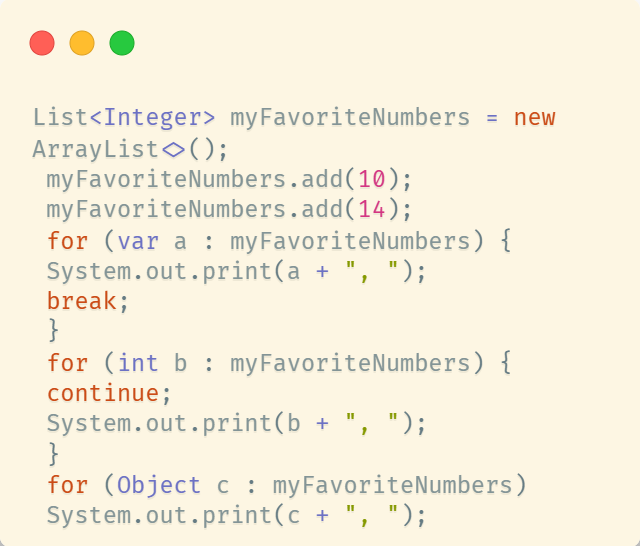 List<Integer> myFavoriteNumbers = new
ArrayList<>();
myFavoriteNumbers.add(10);
myFavoriteNumbers.add(14);
for (var a : myFavoriteNumbers) {
System.out.print(a + ", ");
break;
}
for (int b : myFavoriteNumbers) {
continue;
System.out.print(b + ", ");
}
for (Object c : myFavoriteNumbers)
System.out.print(c + ", ");